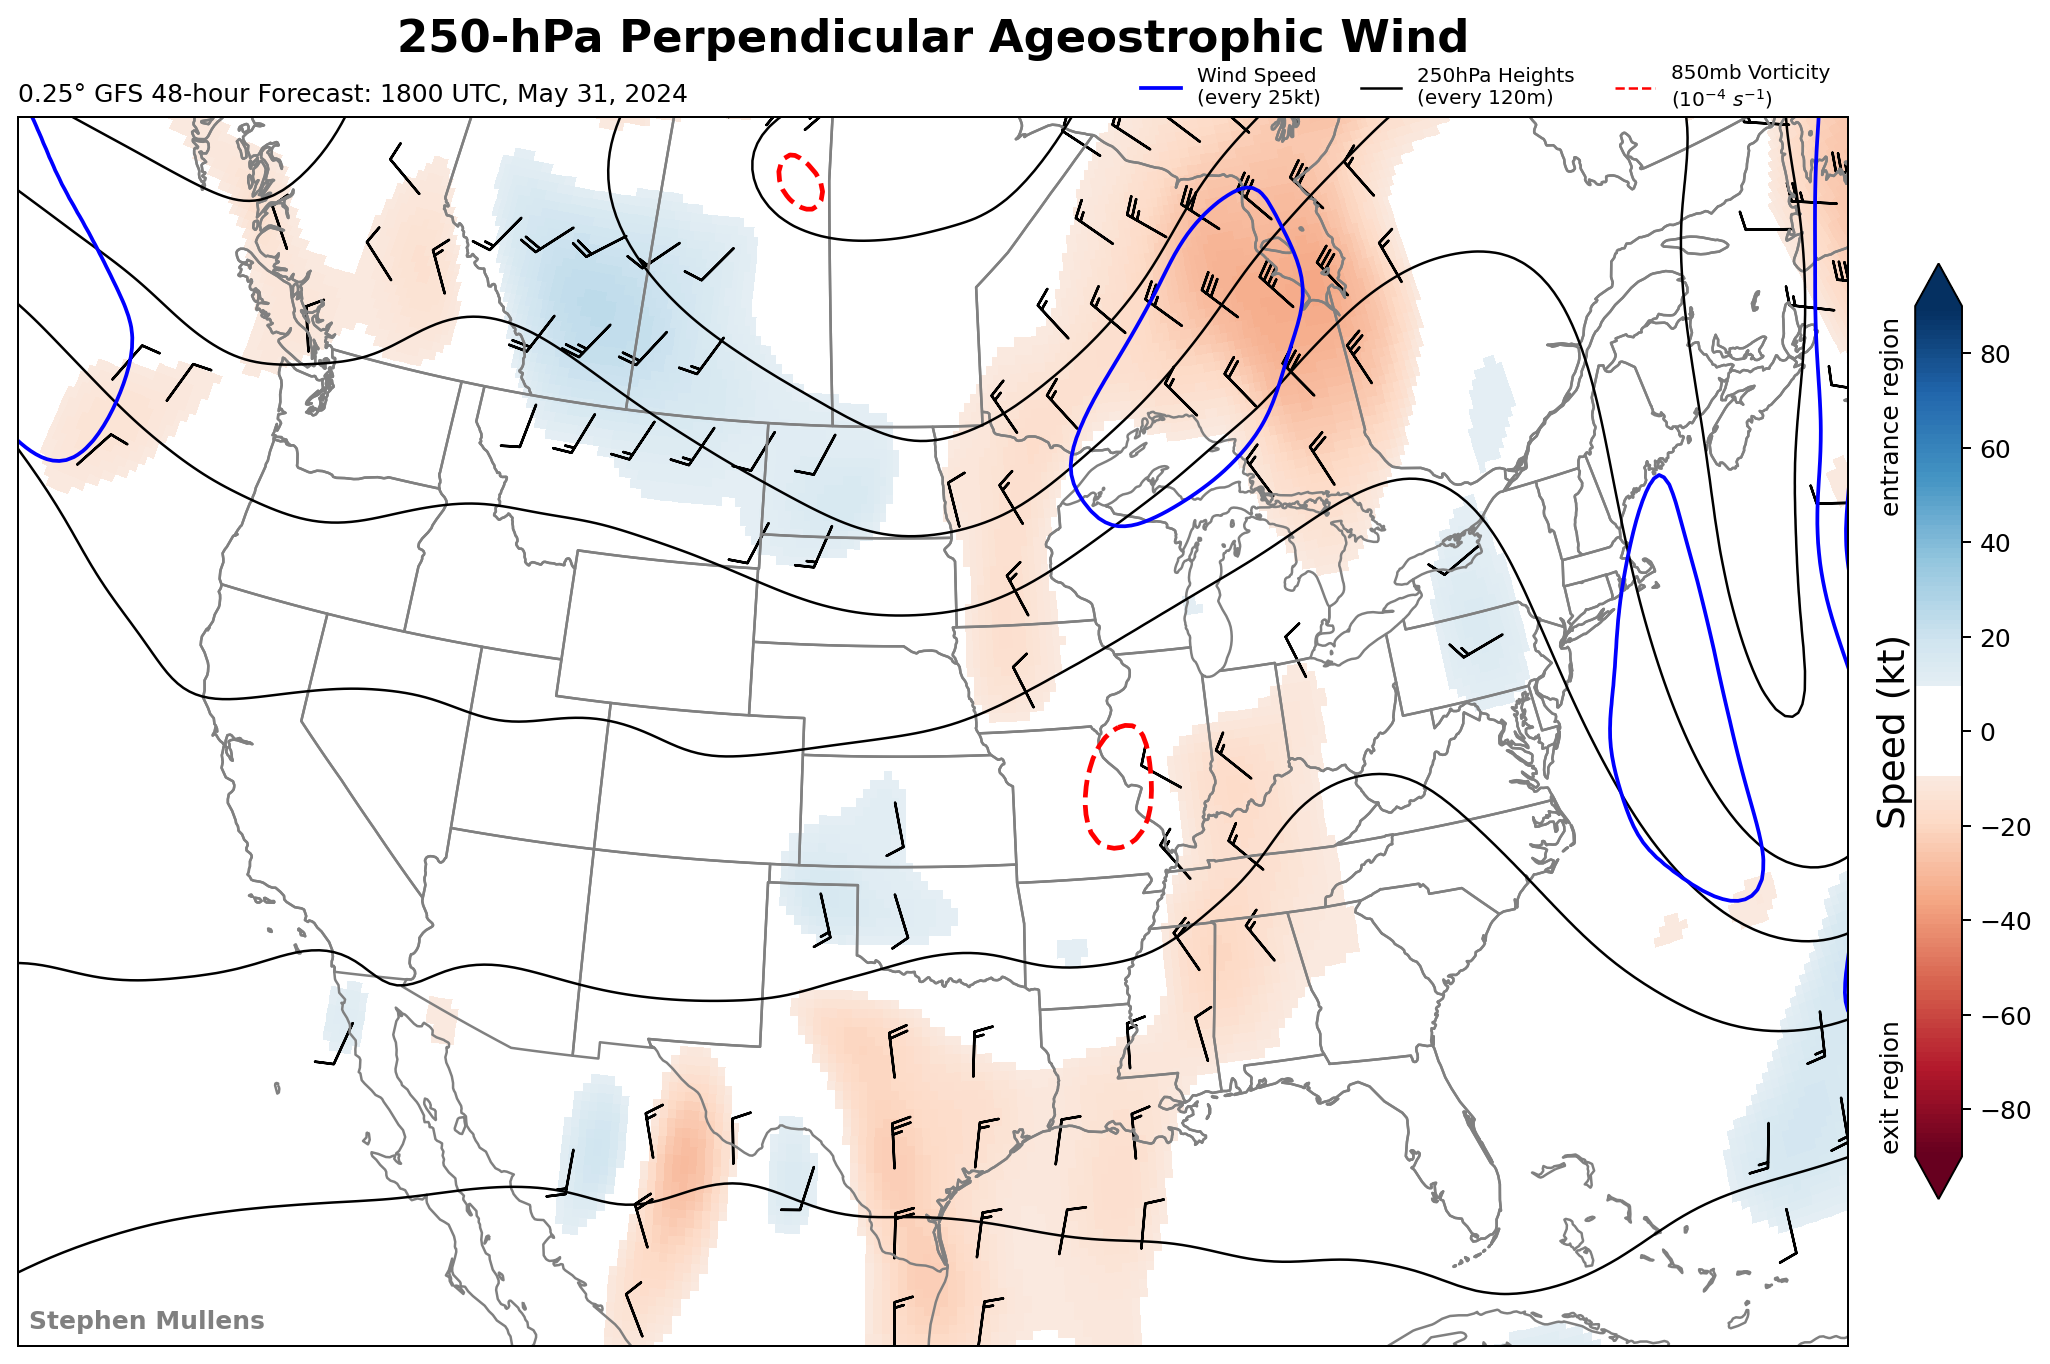 250-hPa Perpendicular Ageostrophic Wind
0.25° GFS 48-hour Forecast: 1800 UTC, May 31, 2024
Wind Speed
(every 25kt)
250hPa Heights
(every 120m)
850mb Vorticity
(10⁻⁴ s⁻¹)
entrance region
Speed (kt)
exit region
80
60
40
20
0
−20
−40
−60
−80
Stephen Mullens